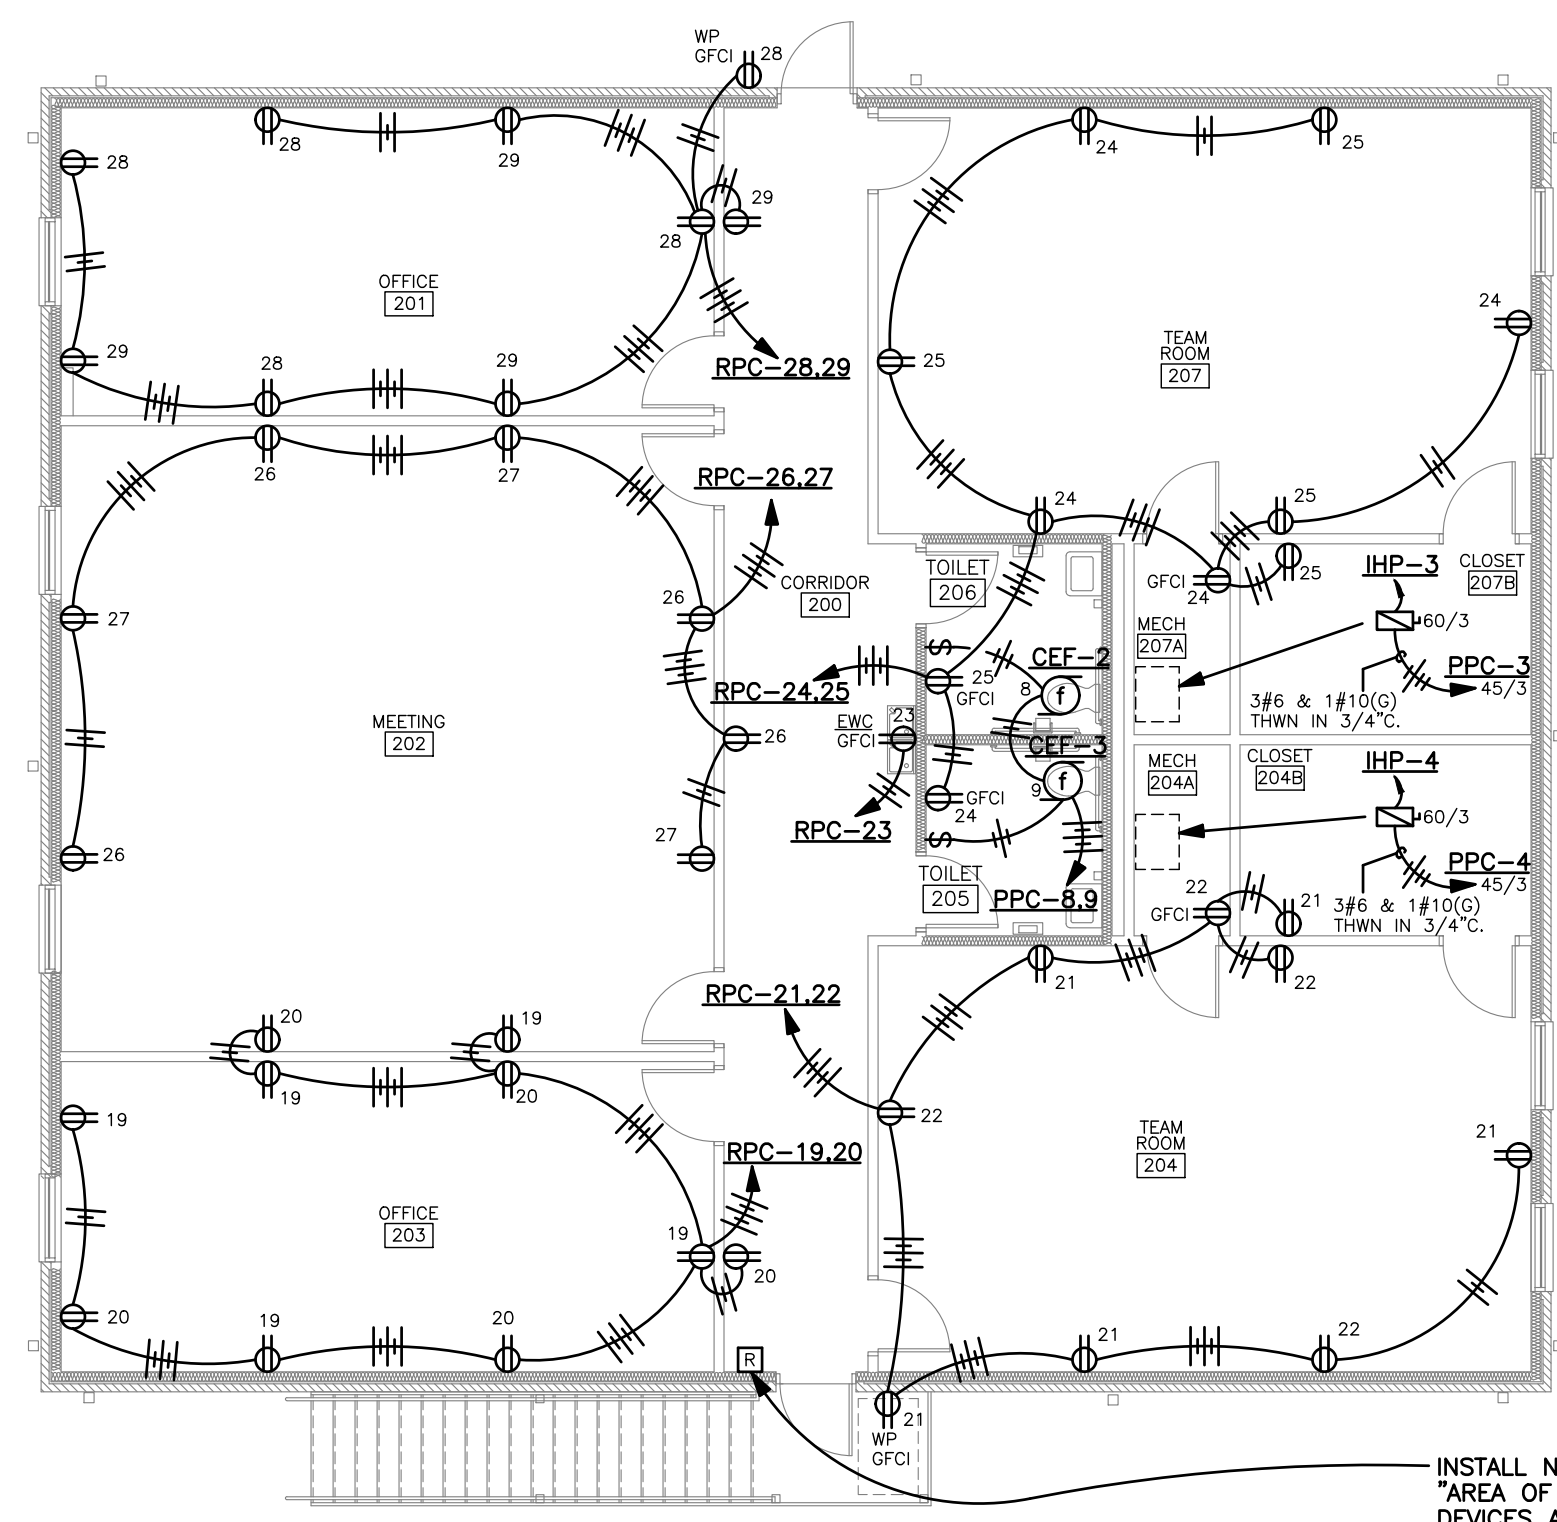 WP
GFCI
28
28
29
28
29
28
OFFICE
201
29
28
29
RPC-28,29
24
25
25
TEAM
ROOM
207
24
24
25
26
27
RPC-26,27
27
26
CORRIDOR
200
TOILET
206
GFCI
24
25
MECH
207A
IHP-3
CLOSET
207B
60/3
PPC-3
45/3
3#6 & 1#10(G)
THWN IN 3/4"C.
S
CEF-2
8
f
25
GFCI
RPC-24,25
MEETING
202
26
EWC
GFCI
23
CEF-3
9
f
GFCI
24
S
RPC-23
27
26
MECH
204A
CLOSET
204B
IHP-4
60/3
PPC-4
45/3
3#6 & 1#10(G)
THWN IN 3/4"C.
TOILET
205
PPC-8,9
22
GFCI
21
21
22
RPC-21,22
20
19
19
20
19
22
TEAM
ROOM
204
21
RPC-19,20
OFFICE
203
19
20
20
19
20
R
21
22
21
WP
GFCI
INSTALL N
"AREA OF
DEVICES A